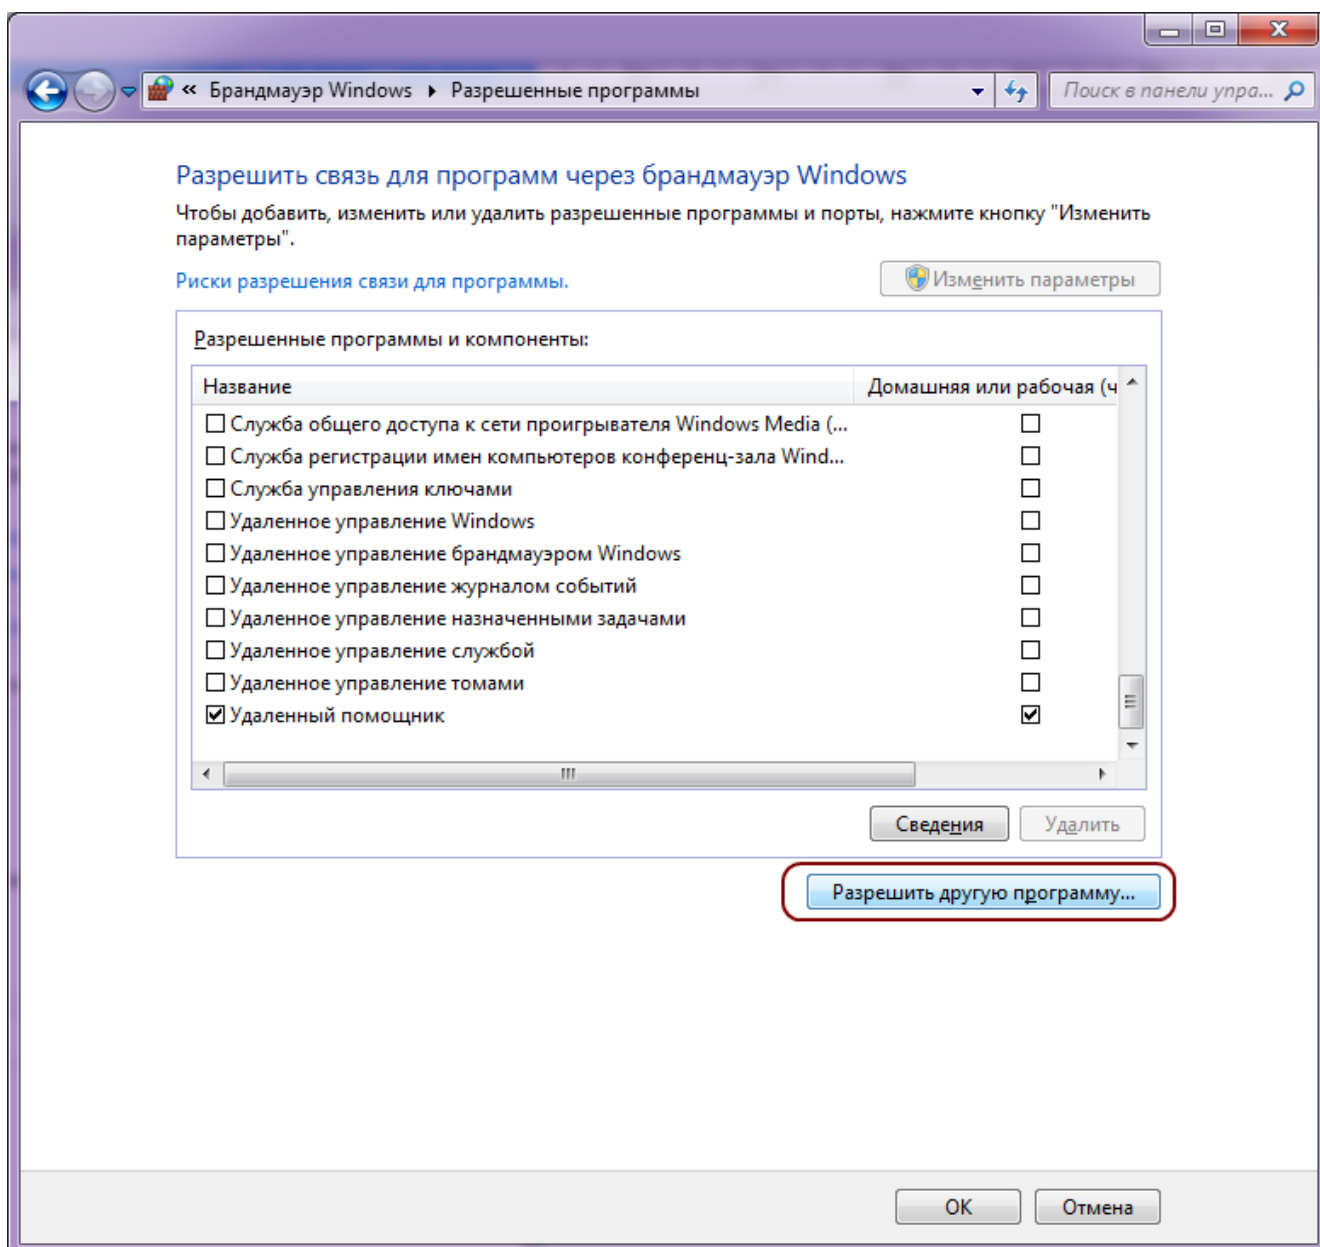 « Брандмауэр Windows ▸ Разрешенные программы
Поиск в панели упра...
Разрешить связь для программ через брандмауэр Windows
Чтобы добавить, изменить или удалить разрешенные программы и порты, нажмите кнопку "Изменить
параметры".
Риски разрешения связи для программы.
Изменить параметры
Разрешенные программы и компоненты:
Название
Домашняя или рабочая (ч
Служба общего доступа к сети проигрывателя Windows Media (...
Служба регистрации имен компьютеров конференц-зала Wind...
Служба управления ключами
Удаленное управление Windows
Удаленное управление брандмауэром Windows
Удаленное управление журналом событий
Удаленное управление назначенными задачами
Удаленное управление службой
Удаленное управление томами
Удаленный помощник
Сведения
Удалить
Разрешить другую программу...
ОК
Отмена